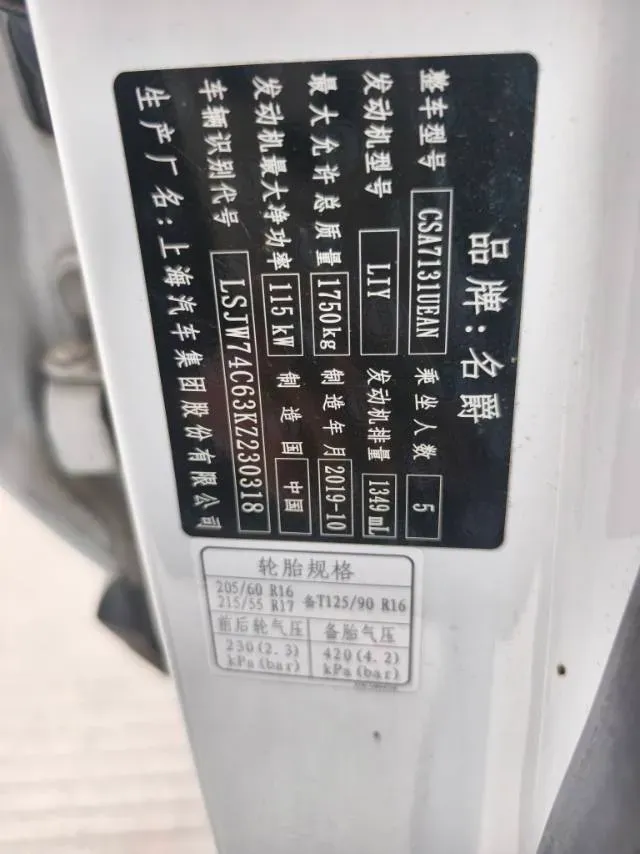 品牌:名爵
整车型号 CSA7131UEAN 乘坐人数 5
发动机型号 LIY 发动机排量 1349 mL
最大允许总质量 1750kg 制造年月 2019-10
发动机最大净功率 115 kW 制造国 中国
车辆识别代号 LSJW74C63KZ230318
生产厂名:上海汽车集团股份有限公司
轮胎规格
205/60 R16
215/55 R17 备T125/90 R16
前后轮气压 备胎气压
230(2.3) 420(4.2)
kPa(bar) kPa(bar)